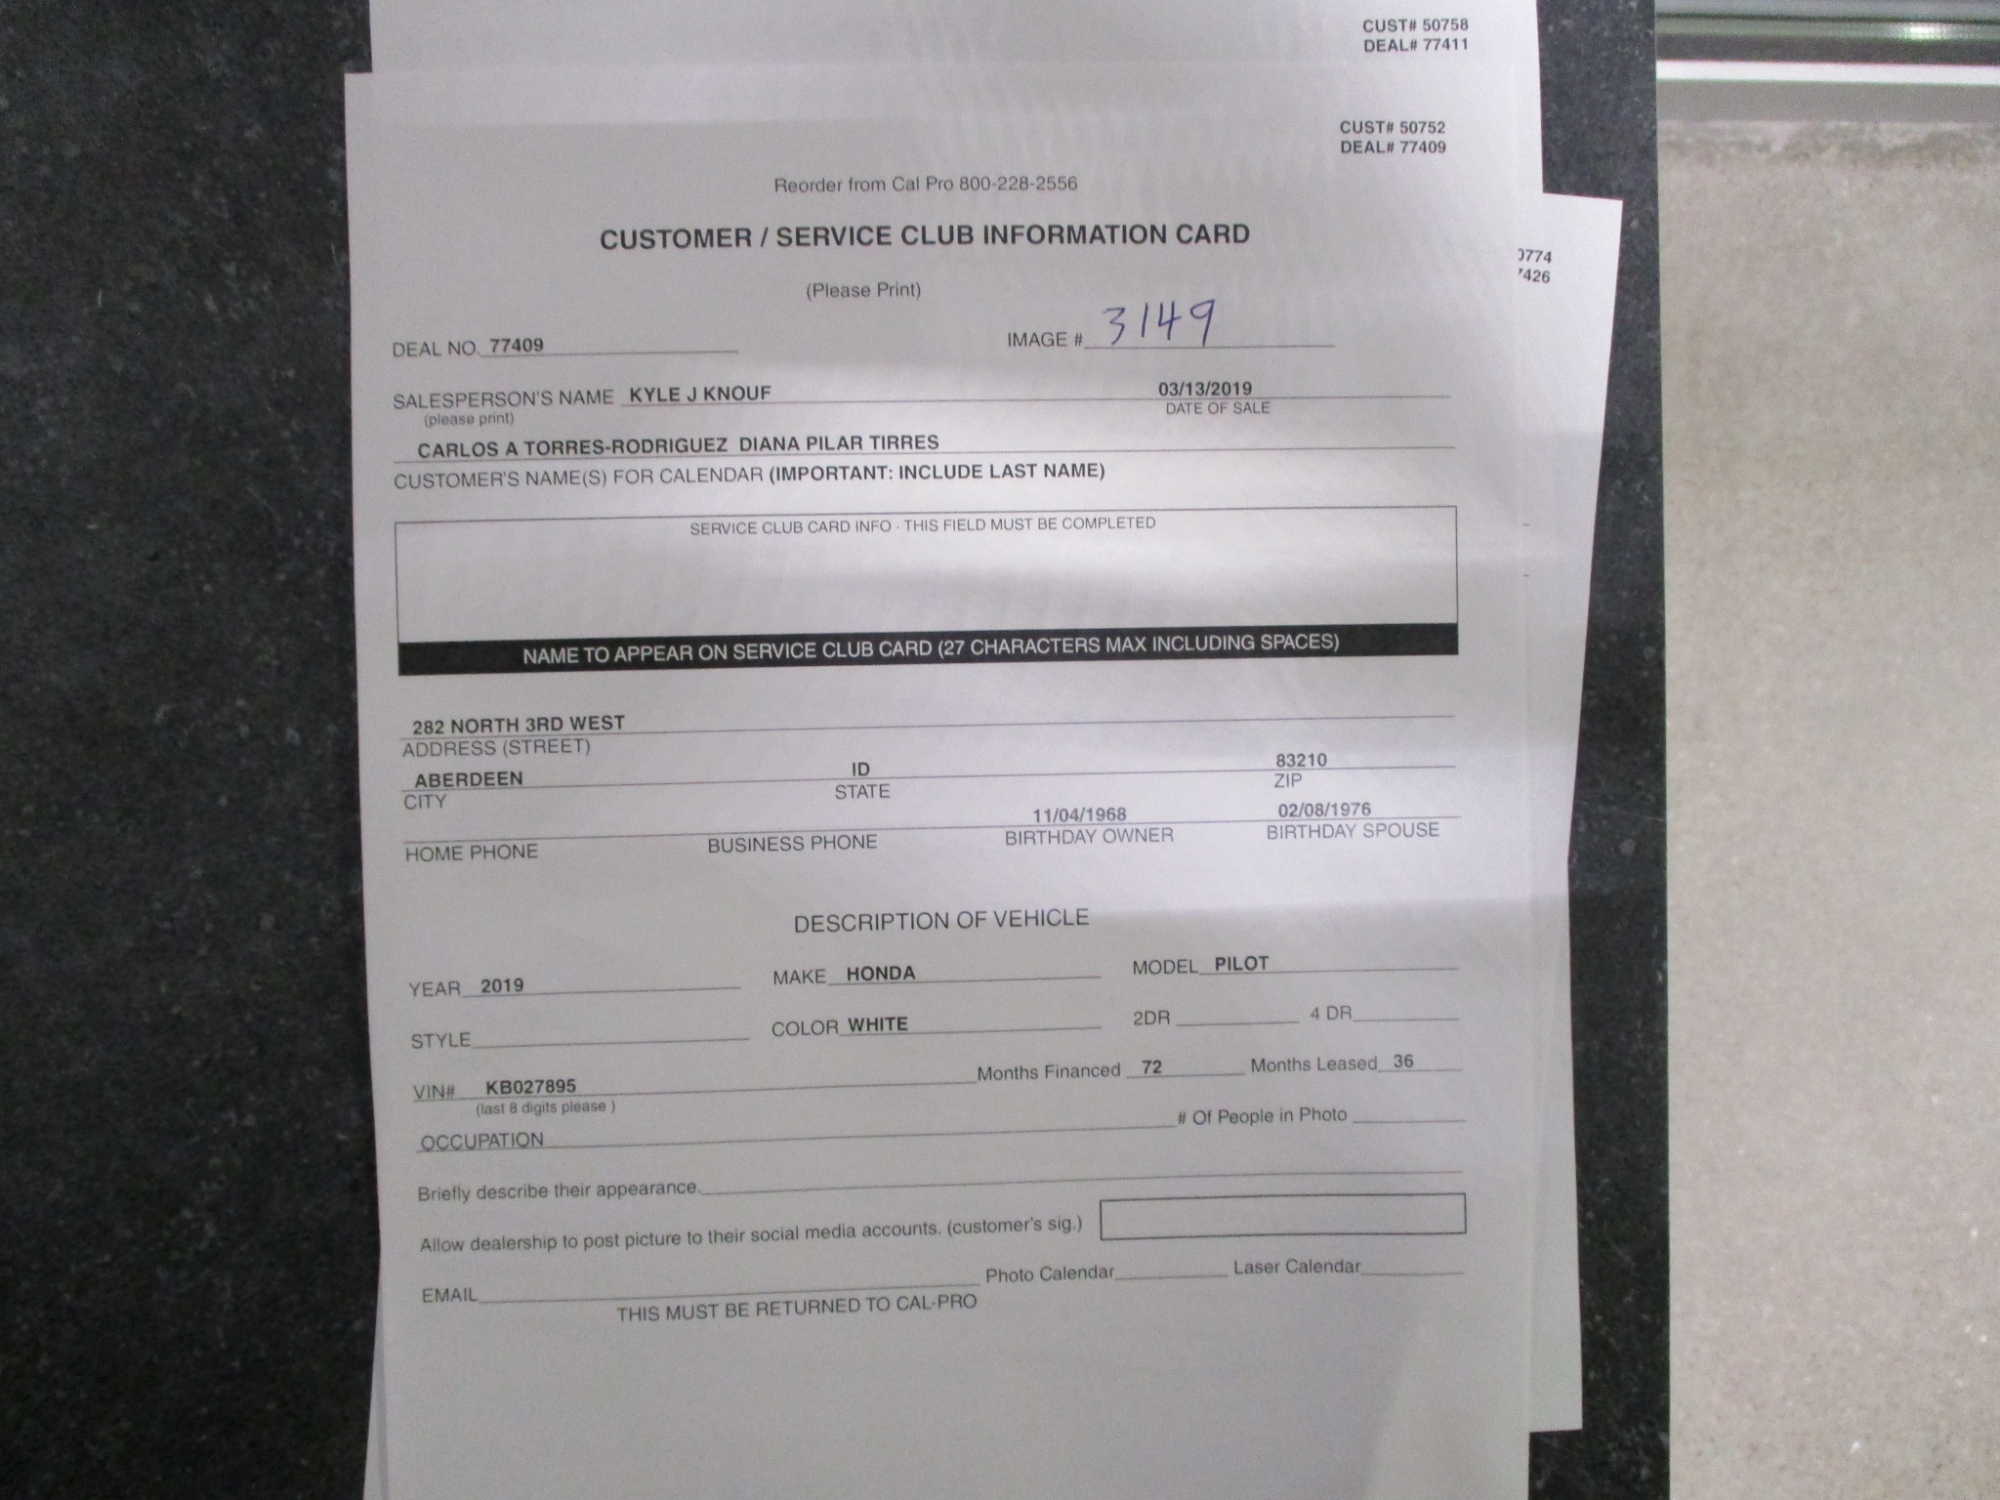 CUST# 50758
DEAL# 77411
CUST# 50752
DEAL# 77409
0774
7426
Reorder from Cal Pro 800-228-2556
CUSTOMER / SERVICE CLUB INFORMATION CARD
(Please Print)
DEAL NO. 77409 IMAGE # 3149
SALESPERSON'S NAME KYLE J KNOUF 03/13/2019
(please print) DATE OF SALE
CARLOS A TORRES-RODRIGUEZ DIANA PILAR TIRRES
CUSTOMER'S NAME(S) FOR CALENDAR (IMPORTANT: INCLUDE LAST NAME)
SERVICE CLUB CARD INFO - THIS FIELD MUST BE COMPLETED
NAME TO APPEAR ON SERVICE CLUB CARD (27 CHARACTERS MAX INCLUDING SPACES)
282 NORTH 3RD WEST
ADDRESS (STREET)
ABERDEEN ID 83210
CITY STATE ZIP
11/04/1968 02/08/1976
HOME PHONE BUSINESS PHONE BIRTHDAY OWNER BIRTHDAY SPOUSE
DESCRIPTION OF VEHICLE
YEAR 2019 MAKE HONDA MODEL PILOT
STYLE COLOR WHITE 2DR 4 DR
VIN# KB027895 Months Financed 72 Months Leased 36
(last 8 digits please )
OCCUPATION # Of People in Photo
Briefly describe their appearance.
Allow dealership to post picture to their social media accounts. (customer's sig.)
EMAIL Photo Calendar Laser Calendar
THIS MUST BE RETURNED TO CAL-PRO